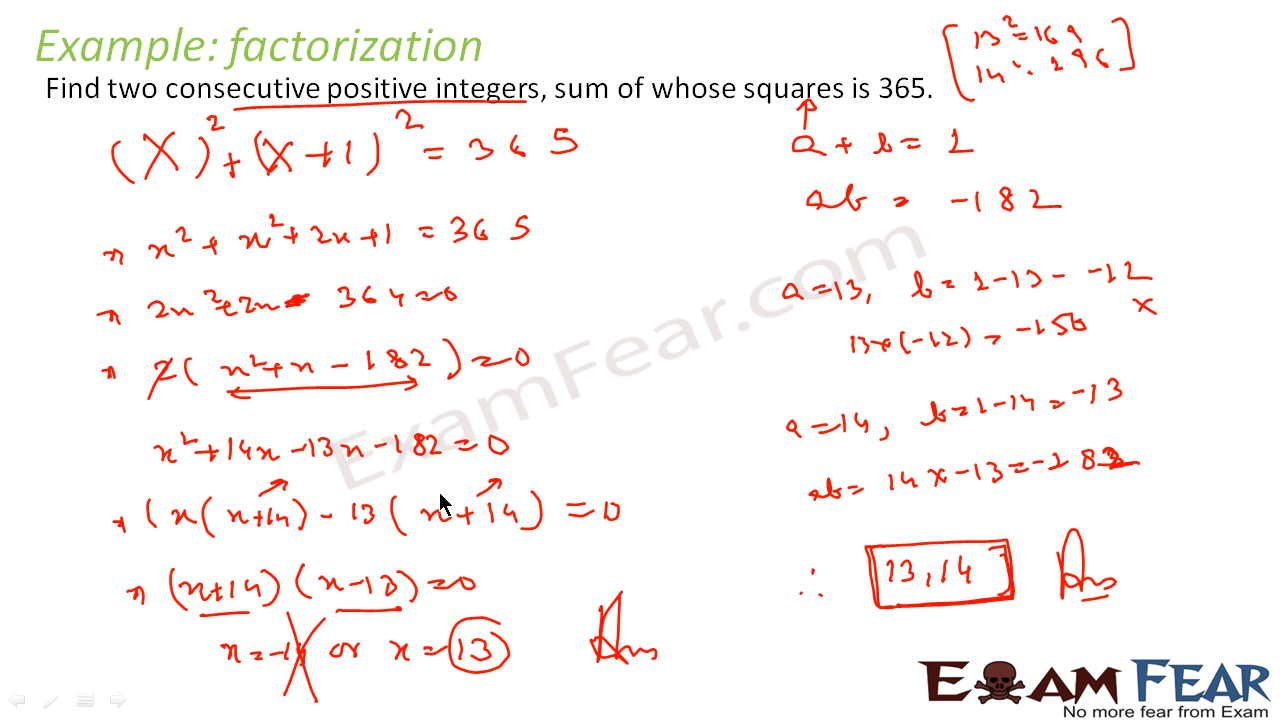 Example: factorization
Find two consecutive positive integers, sum of whose squares is 365.
[13² = 169
14² = 196]
(X)² + (X+1)² = 365
⇒ x² + x² + 2x + 1 = 365
⇒ 2x² + 2x - 364 = 0
⇒ 2(x² + x - 182) = 0
x² + 14x - 13x - 182 = 0
⇒ (x(x+14) - 13(x+14) = 0
⇒ (x+14)(x-13) = 0
x = -14 or x = 13 Ans
a + b = 1
ab = -182
a = 13, b = 1-13 = -12
13×(-12) = -156 ×
a = 14, b = 1-14 = -13
ab = 14×-13 = -182
∴ 13, 14 Ans
ExamFear.com
EXAM FEAR
No more fear from Exam